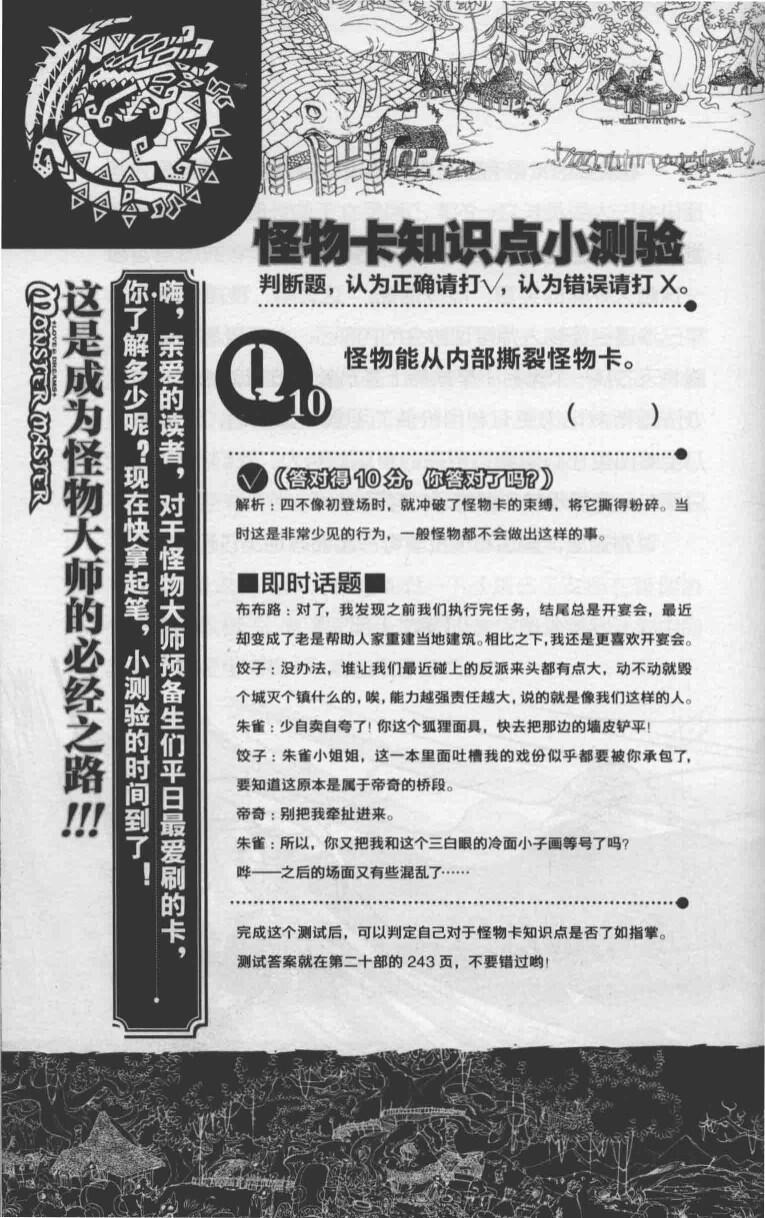 怪物卡知识点小测验
判断题，认为正确请打√，认为错误请打 X。
Q10
怪物能从内部撕裂怪物卡。
（　　）
√（答对得 10 分，你答对了吗？）
解析：四不像初登场时，就冲破了怪物卡的束缚，将它撕得粉碎。当
时这是非常少见的行为，一般怪物都不会做出这样的事。
■即时话题■
布布路：对了，我发现之前我们执行完任务，结尾总是开宴会，最近
却变成了老是帮助人家重建当地建筑。相比之下，我还是更喜欢开宴会。
饺子：没办法，谁让我们最近碰上的反派来头都有点大，动不动就毁
个城灭个镇什么的，唉，能力越强责任越大，说的就是像我们这样的人。
朱雀：少自卖自夸了！你这个狐狸面具，快去把那边的墙皮铲平！
饺子：朱雀小姐姐，这一本里面吐槽我的戏份似乎都要被你承包了，
要知道这原本是属于帝奇的桥段。
帝奇：别把我牵扯进来。
朱雀：所以，你又把我和这个三白眼的冷面小子画等号了吗？
哗——之后的场面又有些混乱了……
完成这个测试后，可以判定自己对于怪物卡知识点是否了如指掌。
测试答案就在第二十部的 243 页，不要错过哟！
嗨，亲爱的读者，对于怪物大师预备生们平日最爱刷的卡，
你了解多少呢？现在快拿起笔，小测验的时间到了！
这是成为怪物大师的必经之路!!!
LOVE & DREAMS
MONSTER MASTER